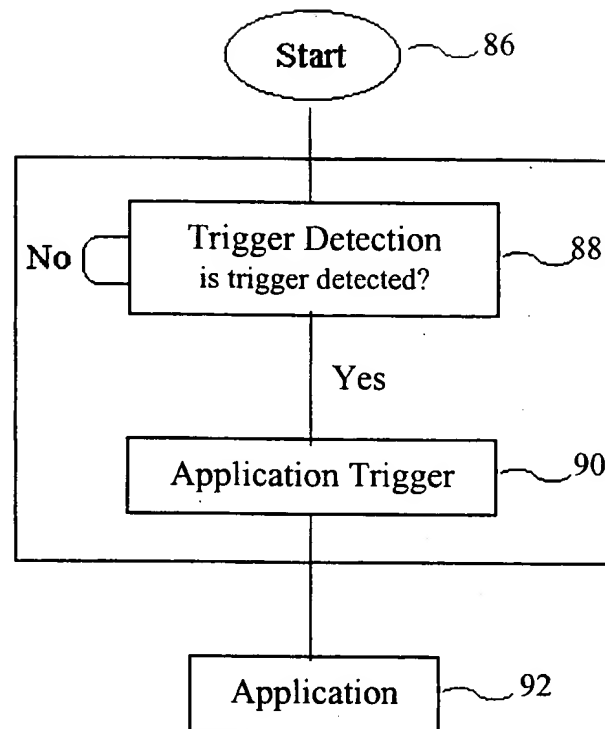 Start
86
Trigger Detection
is trigger detected?
No
88
Yes
Application Trigger
90
Application
92